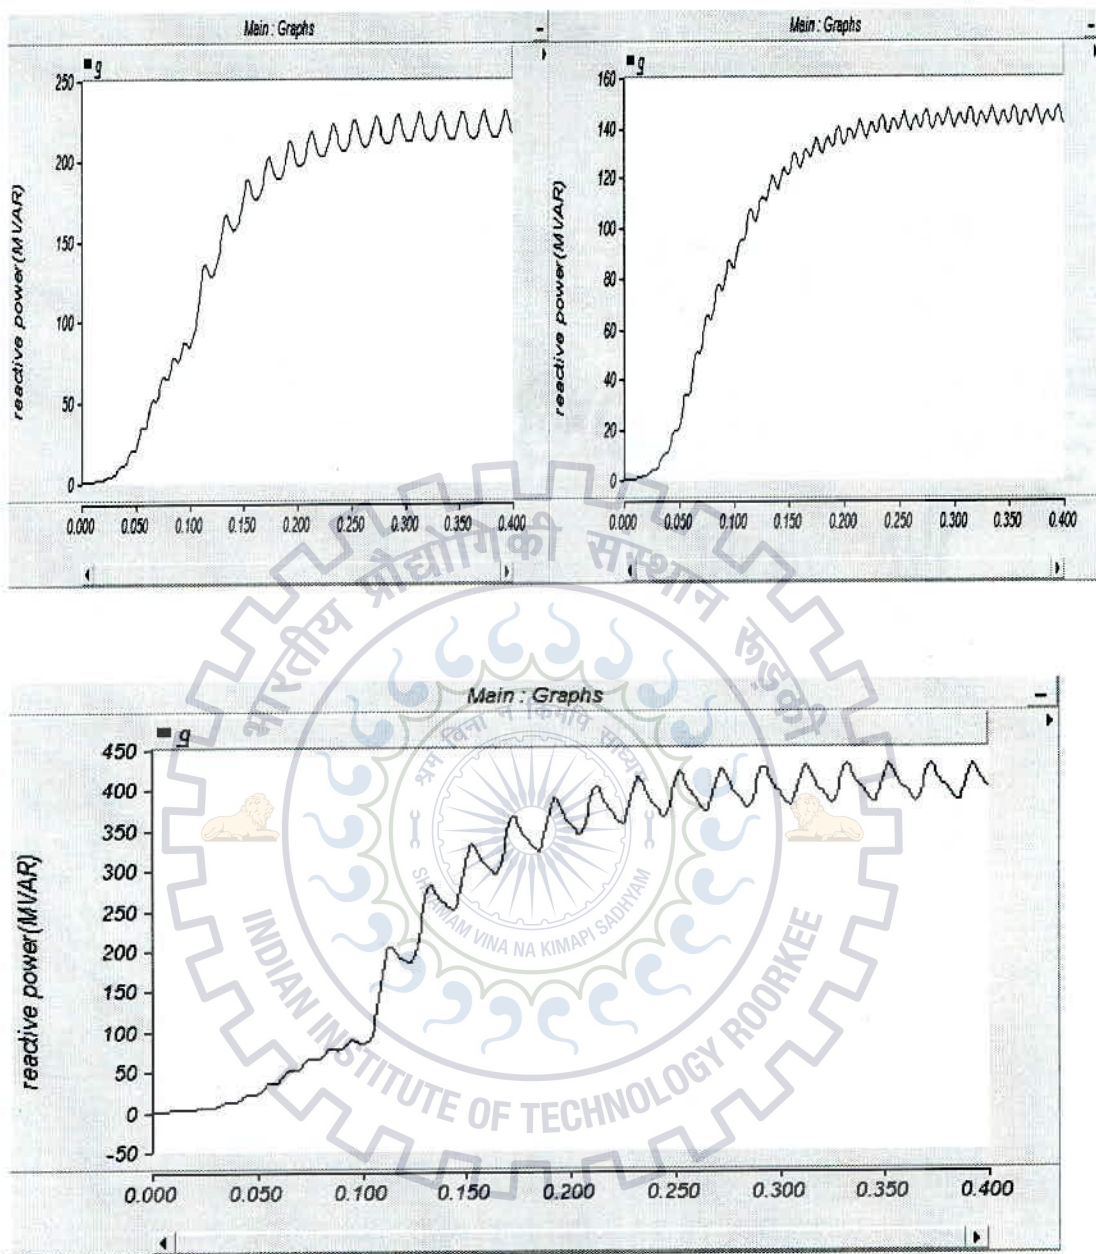 Main : Graphs
g
250
200
150
100
50
0
reactive power(MVAR)
0.000 0.050 0.100 0.150 0.200 0.250 0.300 0.350 0.400
Main : Graphs
g
160
140
120
100
80
60
40
20
0
reactive power(MVAR)
0.000 0.050 0.100 0.150 0.200 0.250 0.300 0.350 0.400
भारतीय प्रौद्योगिकी संस्थान रूड़की
Main : Graphs
g
450
400
350
300
250
200
150
100
50
0
-50
reactive power(MVAR)
0.000 0.050 0.100 0.150 0.200 0.250 0.300 0.350 0.400
श्रमं विना न किमपि साध्यम्
SHRAMAM VINA NA KIMAPI SADHYAM
INDIAN INSTITUTE OF TECHNOLOGY ROORKEE